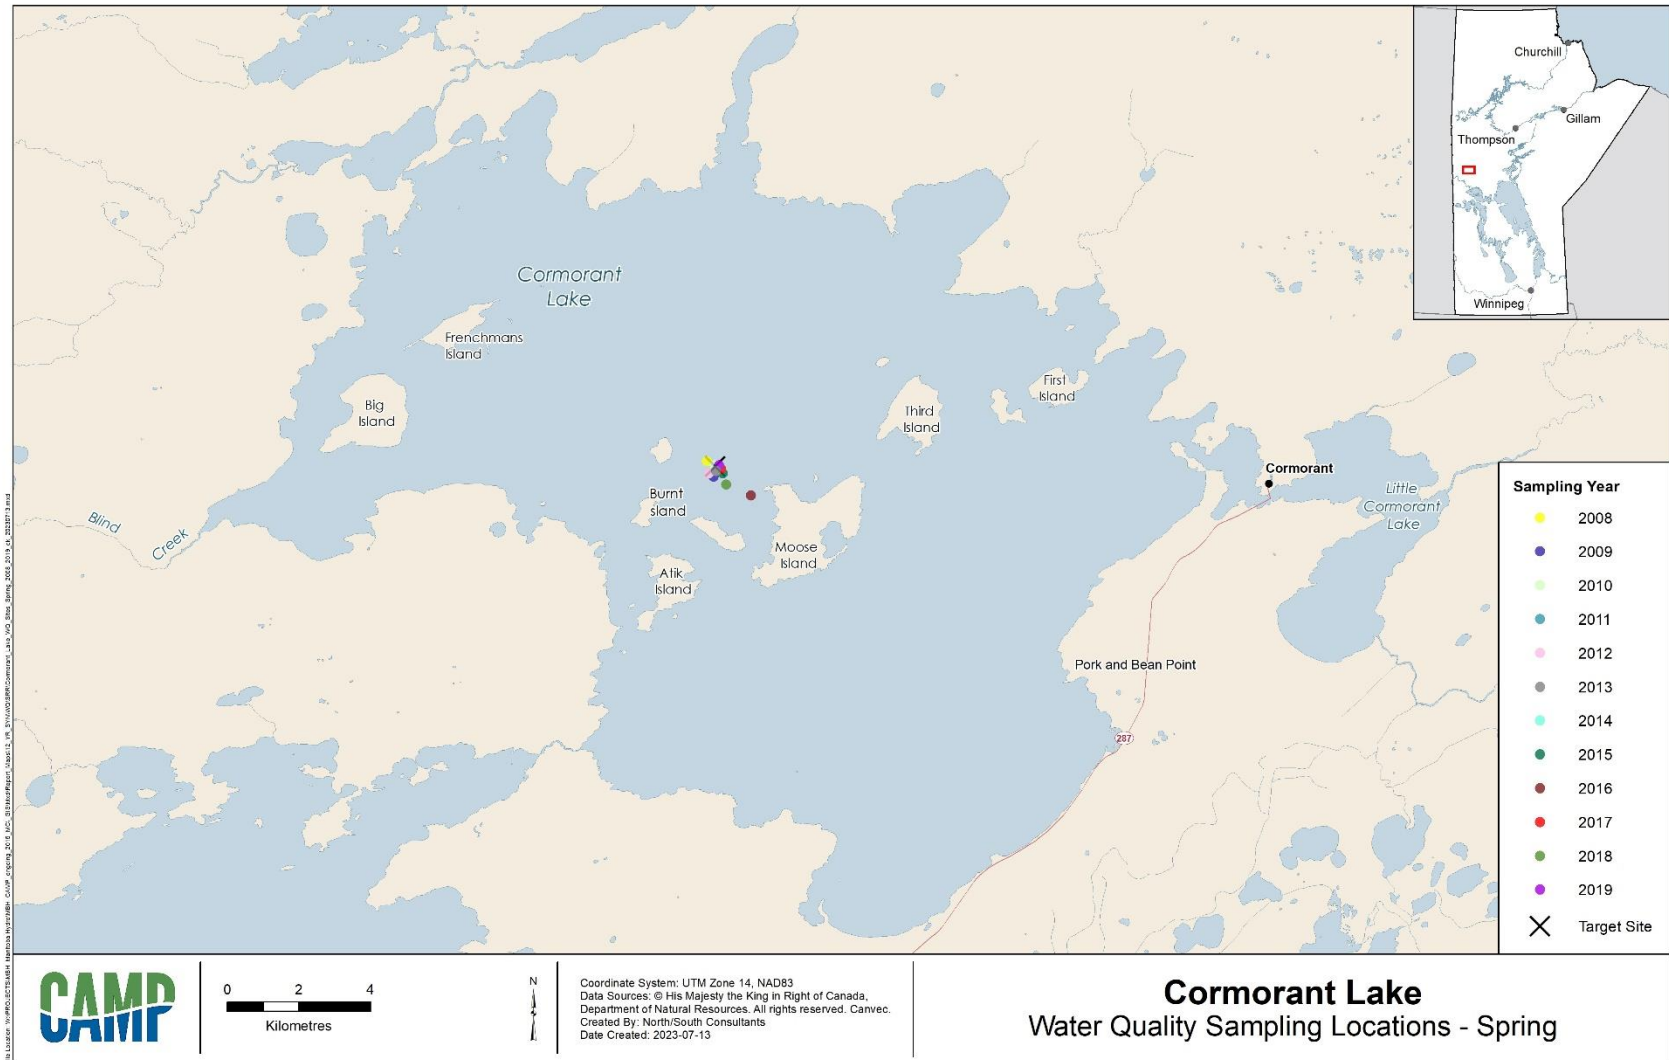 Churchill
Gillam
Thompson
Winnipeg
Cormorant
Lake
Frenchmans
Island
Big
Island
First
Island
Third
Island
Cormorant
Little
Cormorant
Lake
Burnt
sland
Moose
Island
Atik
Island
Blind
Creek
Pork and Bean Point
287
Sampling Year
2008
2009
2010
2011
2012
2013
2014
2015
2016
2017
2018
2019
Target Site
CAMP
0 2 4
Kilometres
N
Coordinate System: UTM Zone 14, NAD83
Data Sources: © His Majesty the King in Right of Canada,
Department of Natural Resources. All rights reserved. Canvec.
Created By: North/South Consultants
Date Created: 2023-07-13
Cormorant Lake
Water Quality Sampling Locations - Spring